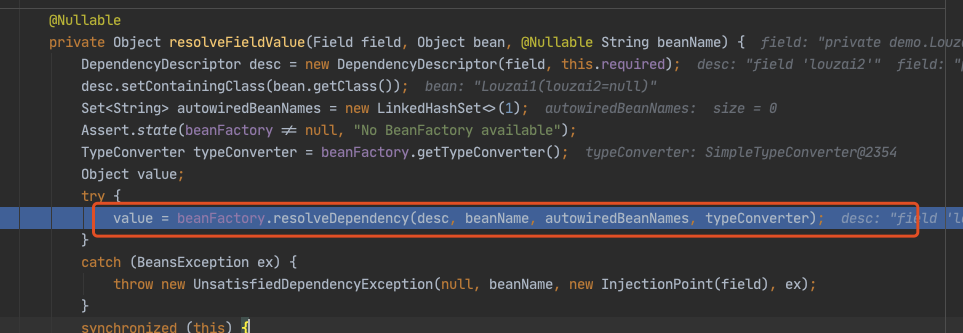 @Nullable
private Object resolveFieldValue(Field field, Object bean, @Nullable String beanName) {  field: "private demo.Louza
DependencyDescriptor desc = new DependencyDescriptor(field, this.required);  desc: "field 'louzai2'"  field: "p
desc.setContainingClass(bean.getClass());  bean: "Louzai1(louzai2=null)"
Set<String> autowiredBeanNames = new LinkedHashSet<>(1);  autowiredBeanNames:  size = 0
Assert.state(beanFactory != null, "No BeanFactory available");
TypeConverter typeConverter = beanFactory.getTypeConverter();  typeConverter: SimpleTypeConverter@2354
Object value;
try {
value = beanFactory.resolveDependency(desc, beanName, autowiredBeanNames, typeConverter);  desc: "field 'lo
}
catch (BeansException ex) {
throw new UnsatisfiedDependencyException(null, beanName, new InjectionPoint(field), ex);
}
synchronized (this) {